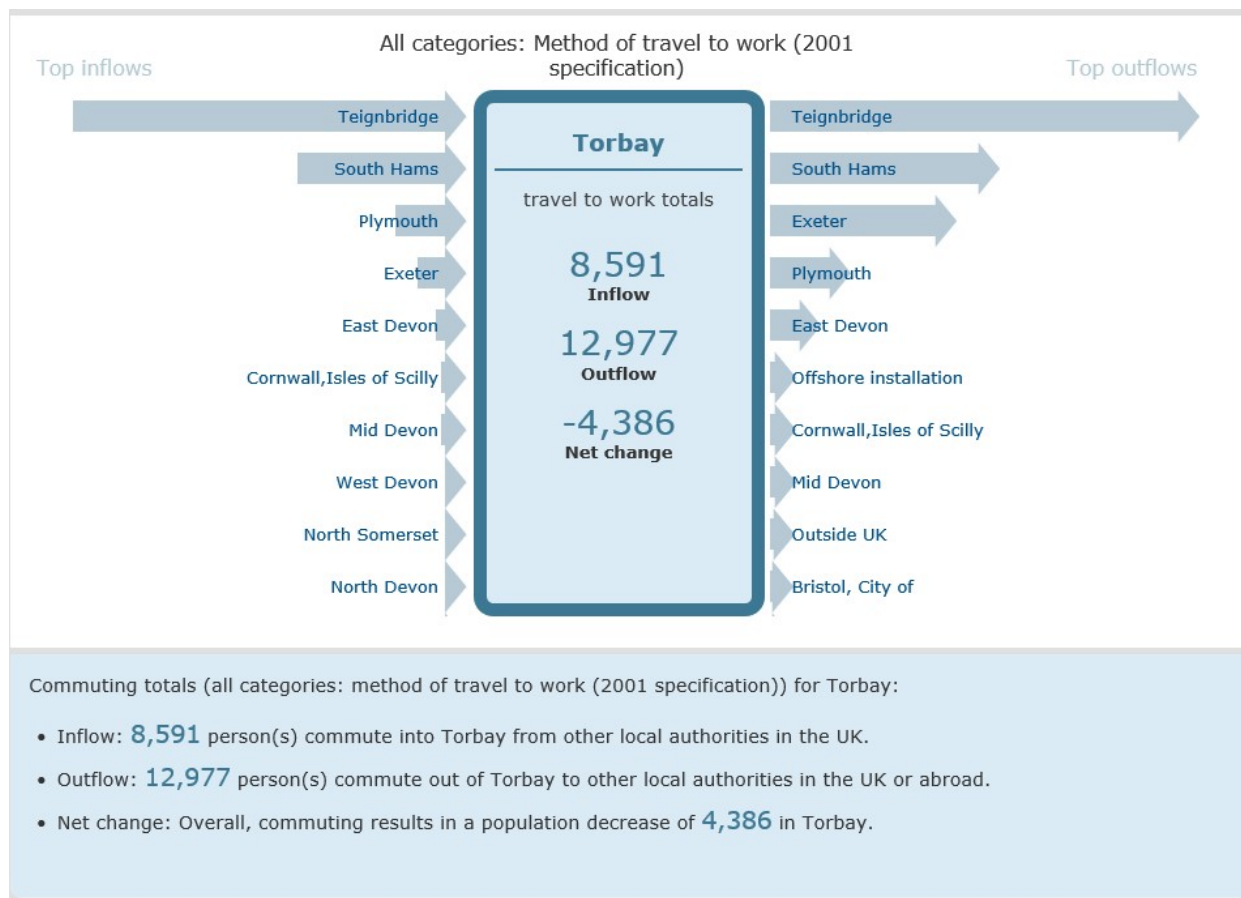 All categories: Method of travel to work (2001
specification)
Top inflows
Top outflows
Teignbridge
South Hams
Plymouth
Exeter
East Devon
Cornwall,Isles of Scilly
Mid Devon
West Devon
North Somerset
North Devon
Torbay
travel to work totals
8,591
Inflow
12,977
Outflow
-4,386
Net change
Teignbridge
South Hams
Exeter
Plymouth
East Devon
Offshore installation
Cornwall,Isles of Scilly
Mid Devon
Outside UK
Bristol, City of
Commuting totals (all categories: method of travel to work (2001 specification)) for Torbay:
• Inflow: 8,591 person(s) commute into Torbay from other local authorities in the UK.
• Outflow: 12,977 person(s) commute out of Torbay to other local authorities in the UK or abroad.
• Net change: Overall, commuting results in a population decrease of 4,386 in Torbay.